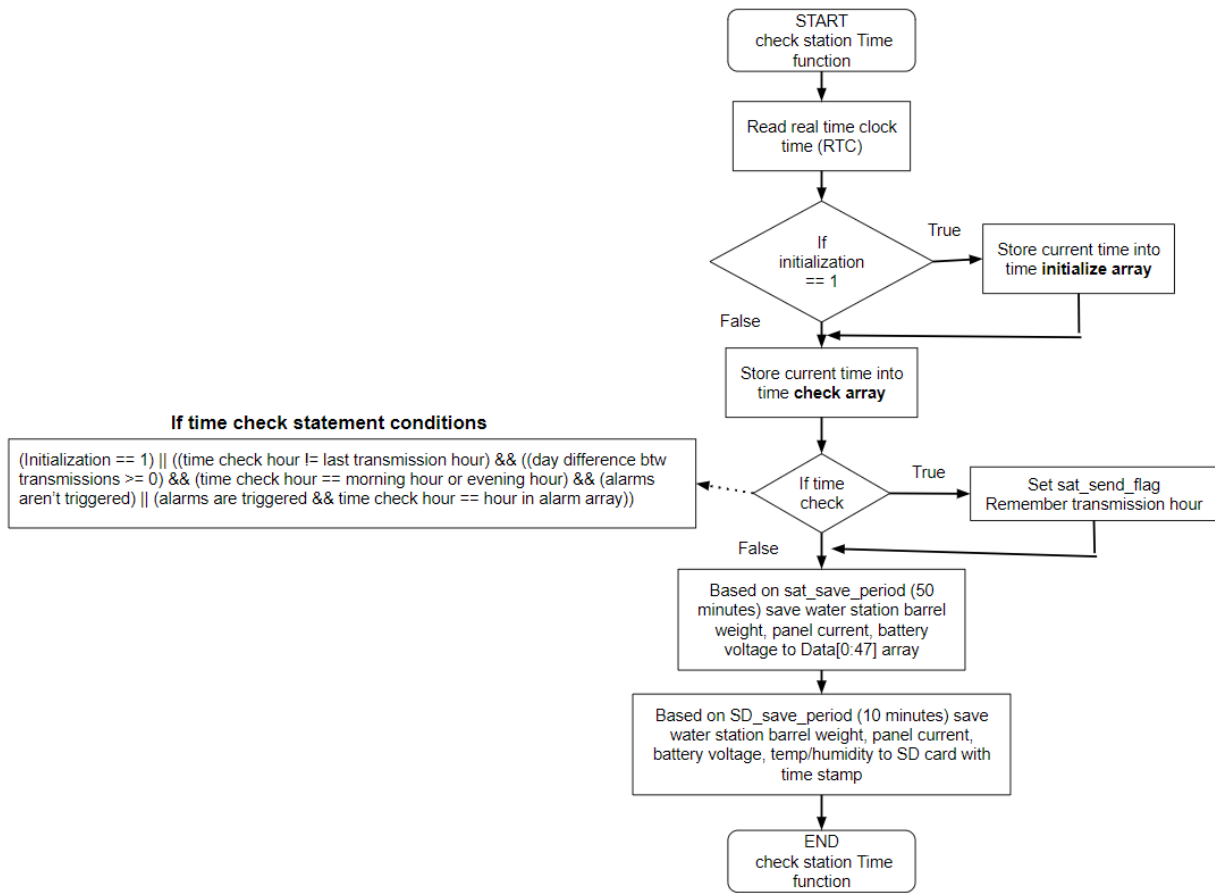 START
check station Time
function
Read real time clock
time (RTC)
If
initialization
== 1
True
Store current time into
time initialize array
False
Store current time into
time check array
If time check statement conditions
(Initialization == 1) || ((time check hour != last transmission hour) && ((day difference btw
transmissions >= 0) && (time check hour == morning hour or evening hour) && (alarms
aren't triggered) || (alarms are triggered && time check hour == hour in alarm array))
If time
check
True
Set sat_send_flag
Remember transmission hour
False
Based on sat_save_period (50
minutes) save water station barrel
weight, panel current, battery
voltage to Data[0:47] array
Based on SD_save_period (10 minutes) save
water station barrel weight, panel current,
battery voltage, temp/humidity to SD card with
time stamp
END
check station Time
function